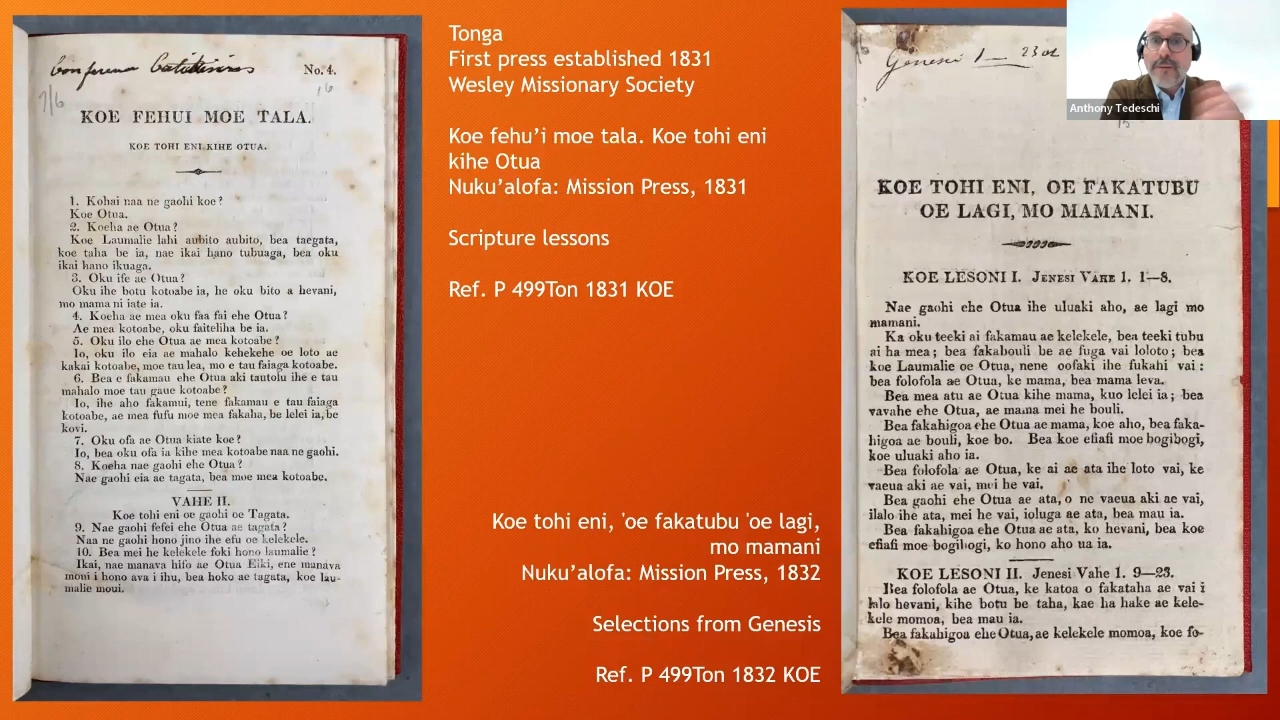 Conference Catechisms
No. 4.
7/6
KOE FEHUI MOE TALA.
KOE TOHI ENI KIHE OTUA.
1. Kohai naa ne gaohi koe?
Koe Otua.
2. Koeha ae Otua?
Koe Laumalie lahi aubito aubito, bea taegata,
koe taha be ia, nae ikai hano tubuaga, bea oku
ikai hano ikuaga.
3. Oku ife ae Otua?
Oku ihe botu kotoabe ia, he oku bito a hevani,
mo mama ni iate ia.
4. Koeha ae mea oku faa fai ehe Otua?
Ae mea kotoabe, oku faiteliha be ia.
5. Oku ilo ehe Otua ae mea kotoabe?
Io, oku ilo eia ae mahalo kehekehe oe loto ae
kakai kotoabe, moe tau lea, mo e tau faiaga kotoabe.
6. Bea e fakamau ehe Otua aki tautolu ihe e tau
mahalo moe tau gaue kotoabe?
Io, ihe aho fakamui, tene fakamau e tau faiaga
kotoabe, ae mea fufu moe mea fakaha, be lelei ia, be
kovi.
7. Oku ofa ae Otua kiate koe?
Io, bea oku ofa ia kihe mea kotoabe naa ne gaohi.
8. Koeha nae gaohi ehe Otua?
Nae gaohi eia ae tagata, bea moe mea kotoabe.
VAHE II.
Koe tohi eni oe gaohi oe Tagata.
9. Nae gaohi fefei ehe Otua ae tagata?
Naa ne gaohi hono jino ihe efu oe kelekele.
10. Bea mei he kelekele foki hono laumalie?
Ikai, nae manava hifo ae Otua Eiki, ene manava
moui i hono ava i ihu, bea hoko ae tagata, koe lau-
malie moui.
Tonga
First press established 1831
Wesley Missionary Society
Koe fehu’i moe tala. Koe tohi eni
kihe Otua
Nuku’alofa: Mission Press, 1831
Scripture lessons
Ref. P 499Ton 1831 KOE
Koe tohi eni, 'oe fakatubu 'oe lagi,
mo mamani
Nuku’alofa: Mission Press, 1832
Selections from Genesis
Ref. P 499Ton 1832 KOE
Anthony Tedeschi
Genesi 1 — 23
KOE TOHI ENI, OE FAKATUBU
OE LAGI, MO MAMANI.
KOE LESONI I. Jenesi Vahe 1. 1—8.
Nae gaohi ehe Otua ihe uluaki aho, ae lagi mo
mamani.
Ka oku teeki ai fakamau ae kelekele, bea teeki tubu
ai ha mea; bea fakabouli be ae fuga vai loloto; bea
koe Laumalie oe Otua, nene oofaki ihe fukahi vai:
bea folofola ae Otua, ke mama, bea mama leva.
Bea mea atu ae Otua kihe mama, kuo lelei ia; bea
vavahe ehe Otua, ae mama mei he bouli.
Bea fakahigoa ehe Otua ae mama, koe aho, bea faka-
higoa ae bouli, koe bo. Bea koe efiafi moe bogibogi,
koe uluaki aho ia.
Bea folofola ae Otua, ke ai ae ata ihe loto vai, ke
vaeua aki ae vai, mei he vai.
Bea gaohi ehe Otua ae ata, o ne vaeua aki ae vai,
ilalo ihe ata, mei he vai, ioluga ae ata, bea mau ia.
Bea fakahigoa ehe Otua ae ata, ko hevani, bea koe
efiafi moe bogibogi, ko hono aho ua ia.
KOE LESONI II. Jenesi Vahe 1. 9—23.
Bea folofola ae Otua, ke katoa o fakataha ae vai i
lalo hevani, kihe botu be taha, kae ha hake ae kele-
kele momoa, bea mau ia.
Bea fakahigoa ehe Otua, ae kelekele momoa, koe fo-